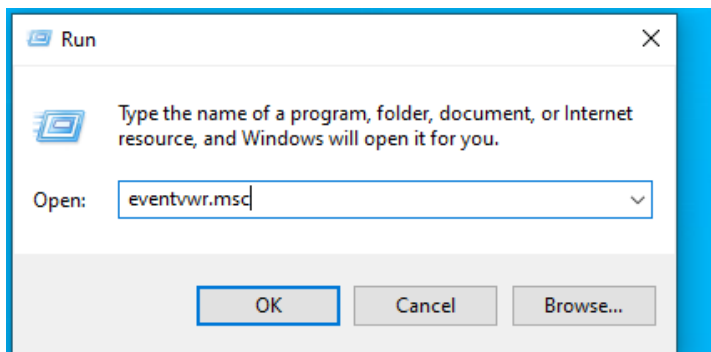 Run
Type the name of a program, folder, document, or Internet
resource, and Windows will open it for you.
Open: eventvwr.msc
OK Cancel Browse...